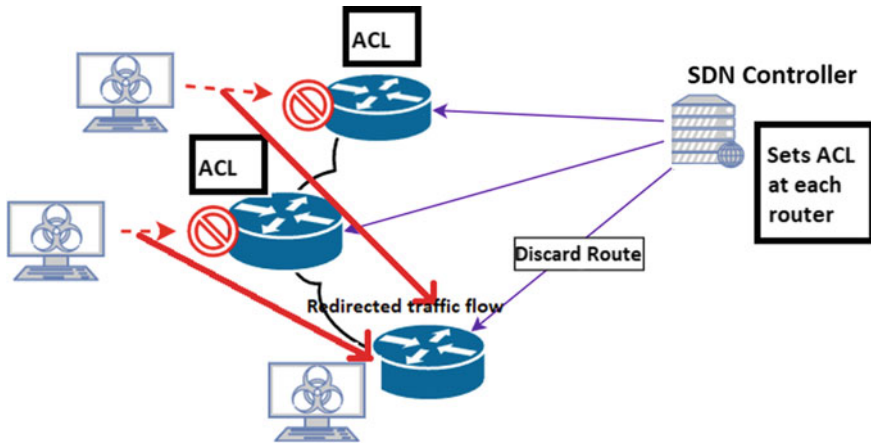 ACL
SDN Controller
ACL
Sets ACL
at each
router
Discard Route
Redirected traffic flow